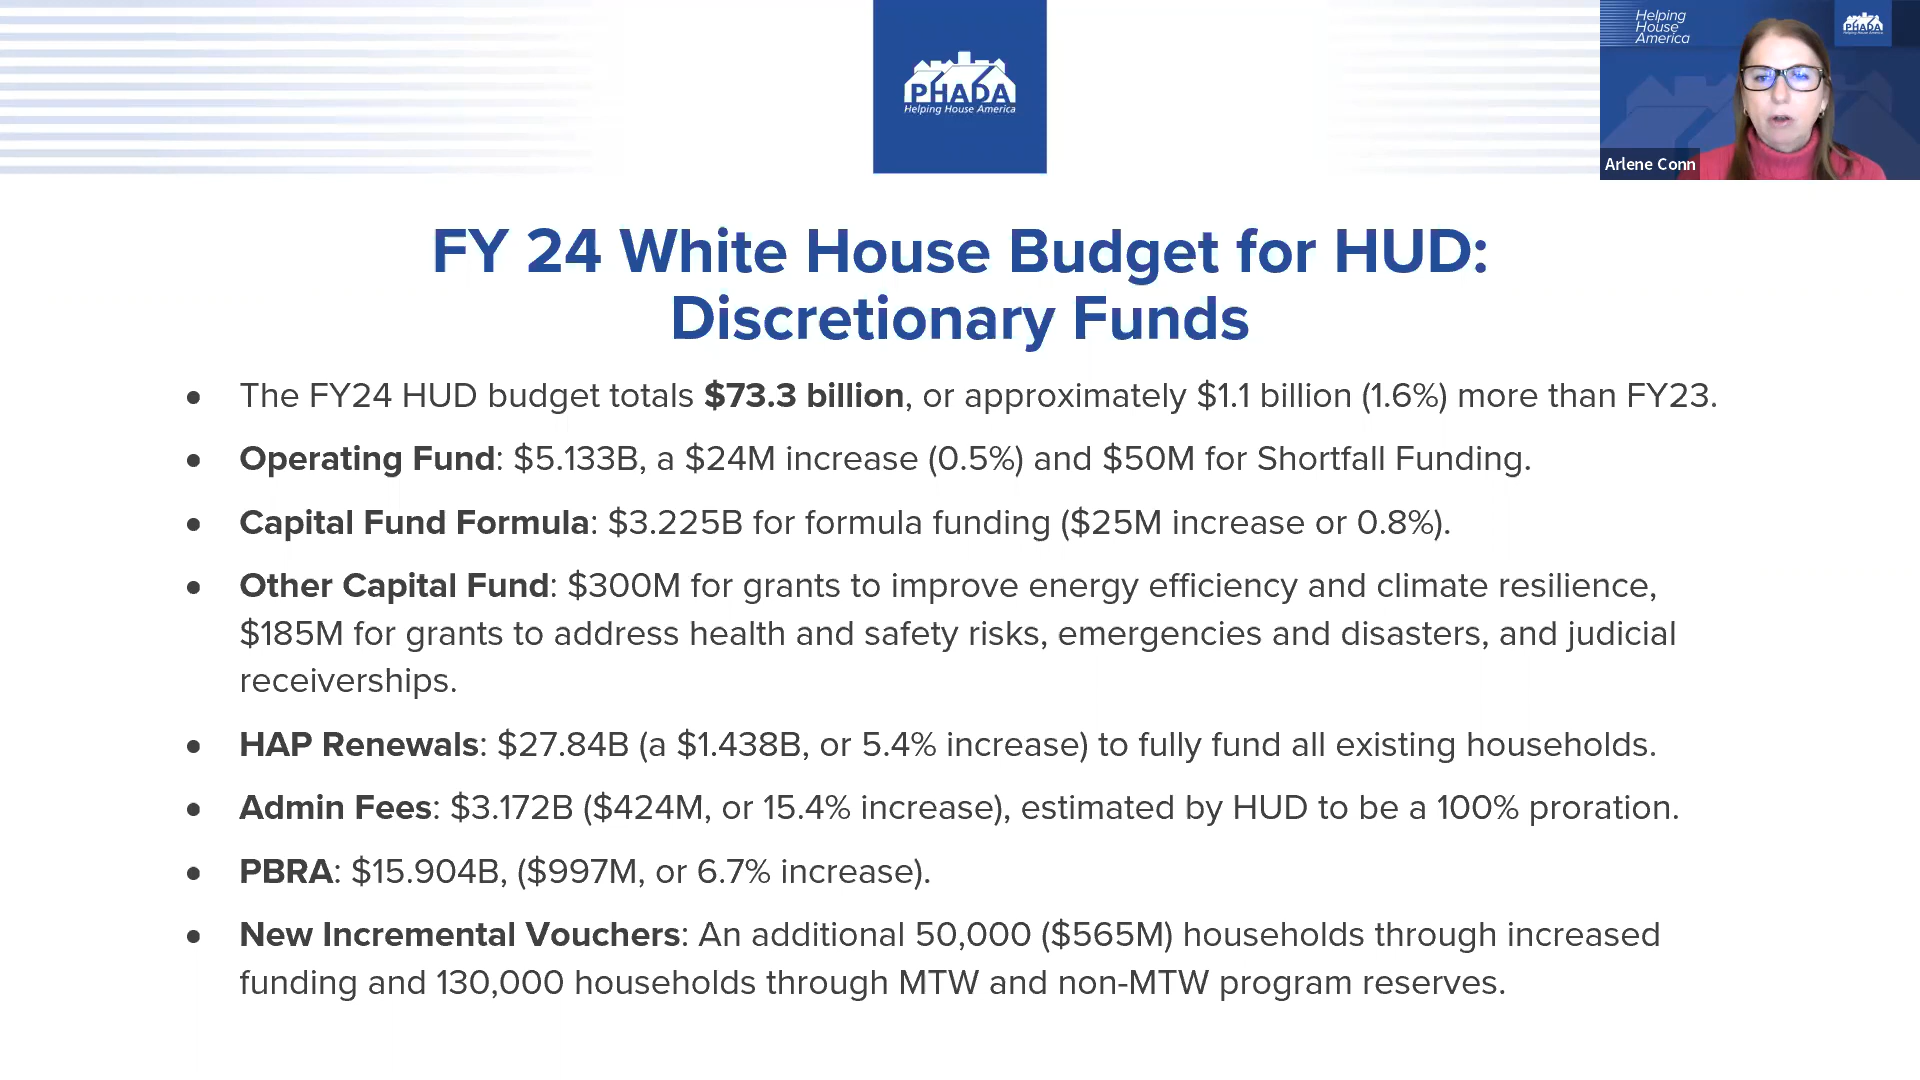 PHADA
Helping House America
Helping
House
America
PHADA
Helping House America
Arlene Conn
FY 24 White House Budget for HUD:
Discretionary Funds
● The FY24 HUD budget totals $73.3 billion, or approximately $1.1 billion (1.6%) more than FY23.
● Operating Fund: $5.133B, a $24M increase (0.5%) and $50M for Shortfall Funding.
● Capital Fund Formula: $3.225B for formula funding ($25M increase or 0.8%).
● Other Capital Fund: $300M for grants to improve energy efficiency and climate resilience,
$185M for grants to address health and safety risks, emergencies and disasters, and judicial
receiverships.
● HAP Renewals: $27.84B (a $1.438B, or 5.4% increase) to fully fund all existing households.
● Admin Fees: $3.172B ($424M, or 15.4% increase), estimated by HUD to be a 100% proration.
● PBRA: $15.904B, ($997M, or 6.7% increase).
● New Incremental Vouchers: An additional 50,000 ($565M) households through increased
funding and 130,000 households through MTW and non-MTW program reserves.